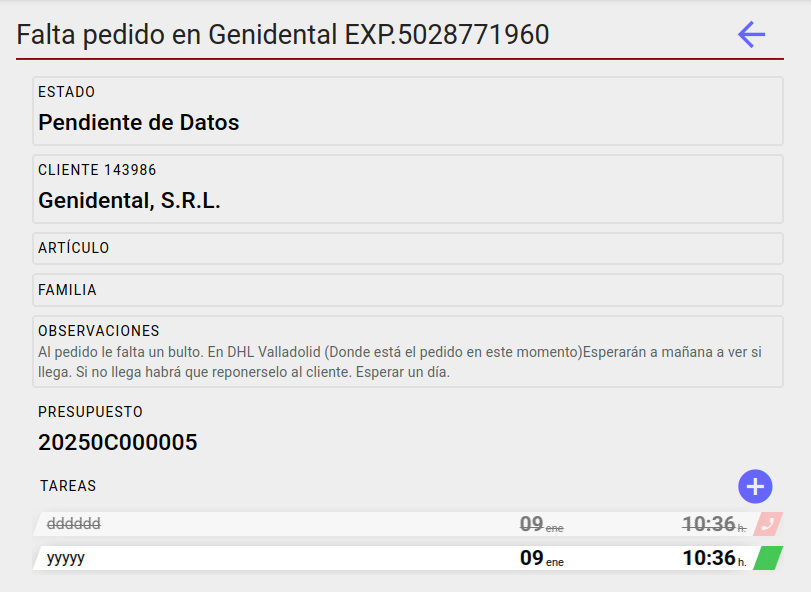 Falta pedido en Genidental EXP.5028771960
ESTADO
Pendiente de Datos
CLIENTE 143986
Genidental, S.R.L.
ARTÍCULO
FAMILIA
OBSERVACIONES
Al pedido le falta un bulto. En DHL Valladolid (Donde está el pedido en este momento)Esperarán a mañana a ver si
llega. Si no llega habrá que reponerselo al cliente. Esperar un día.
PRESUPUESTO
20250C000005
TAREAS
dddddd 09 ene 10:36 h.
yyyyy 09 ene 10:36 h.